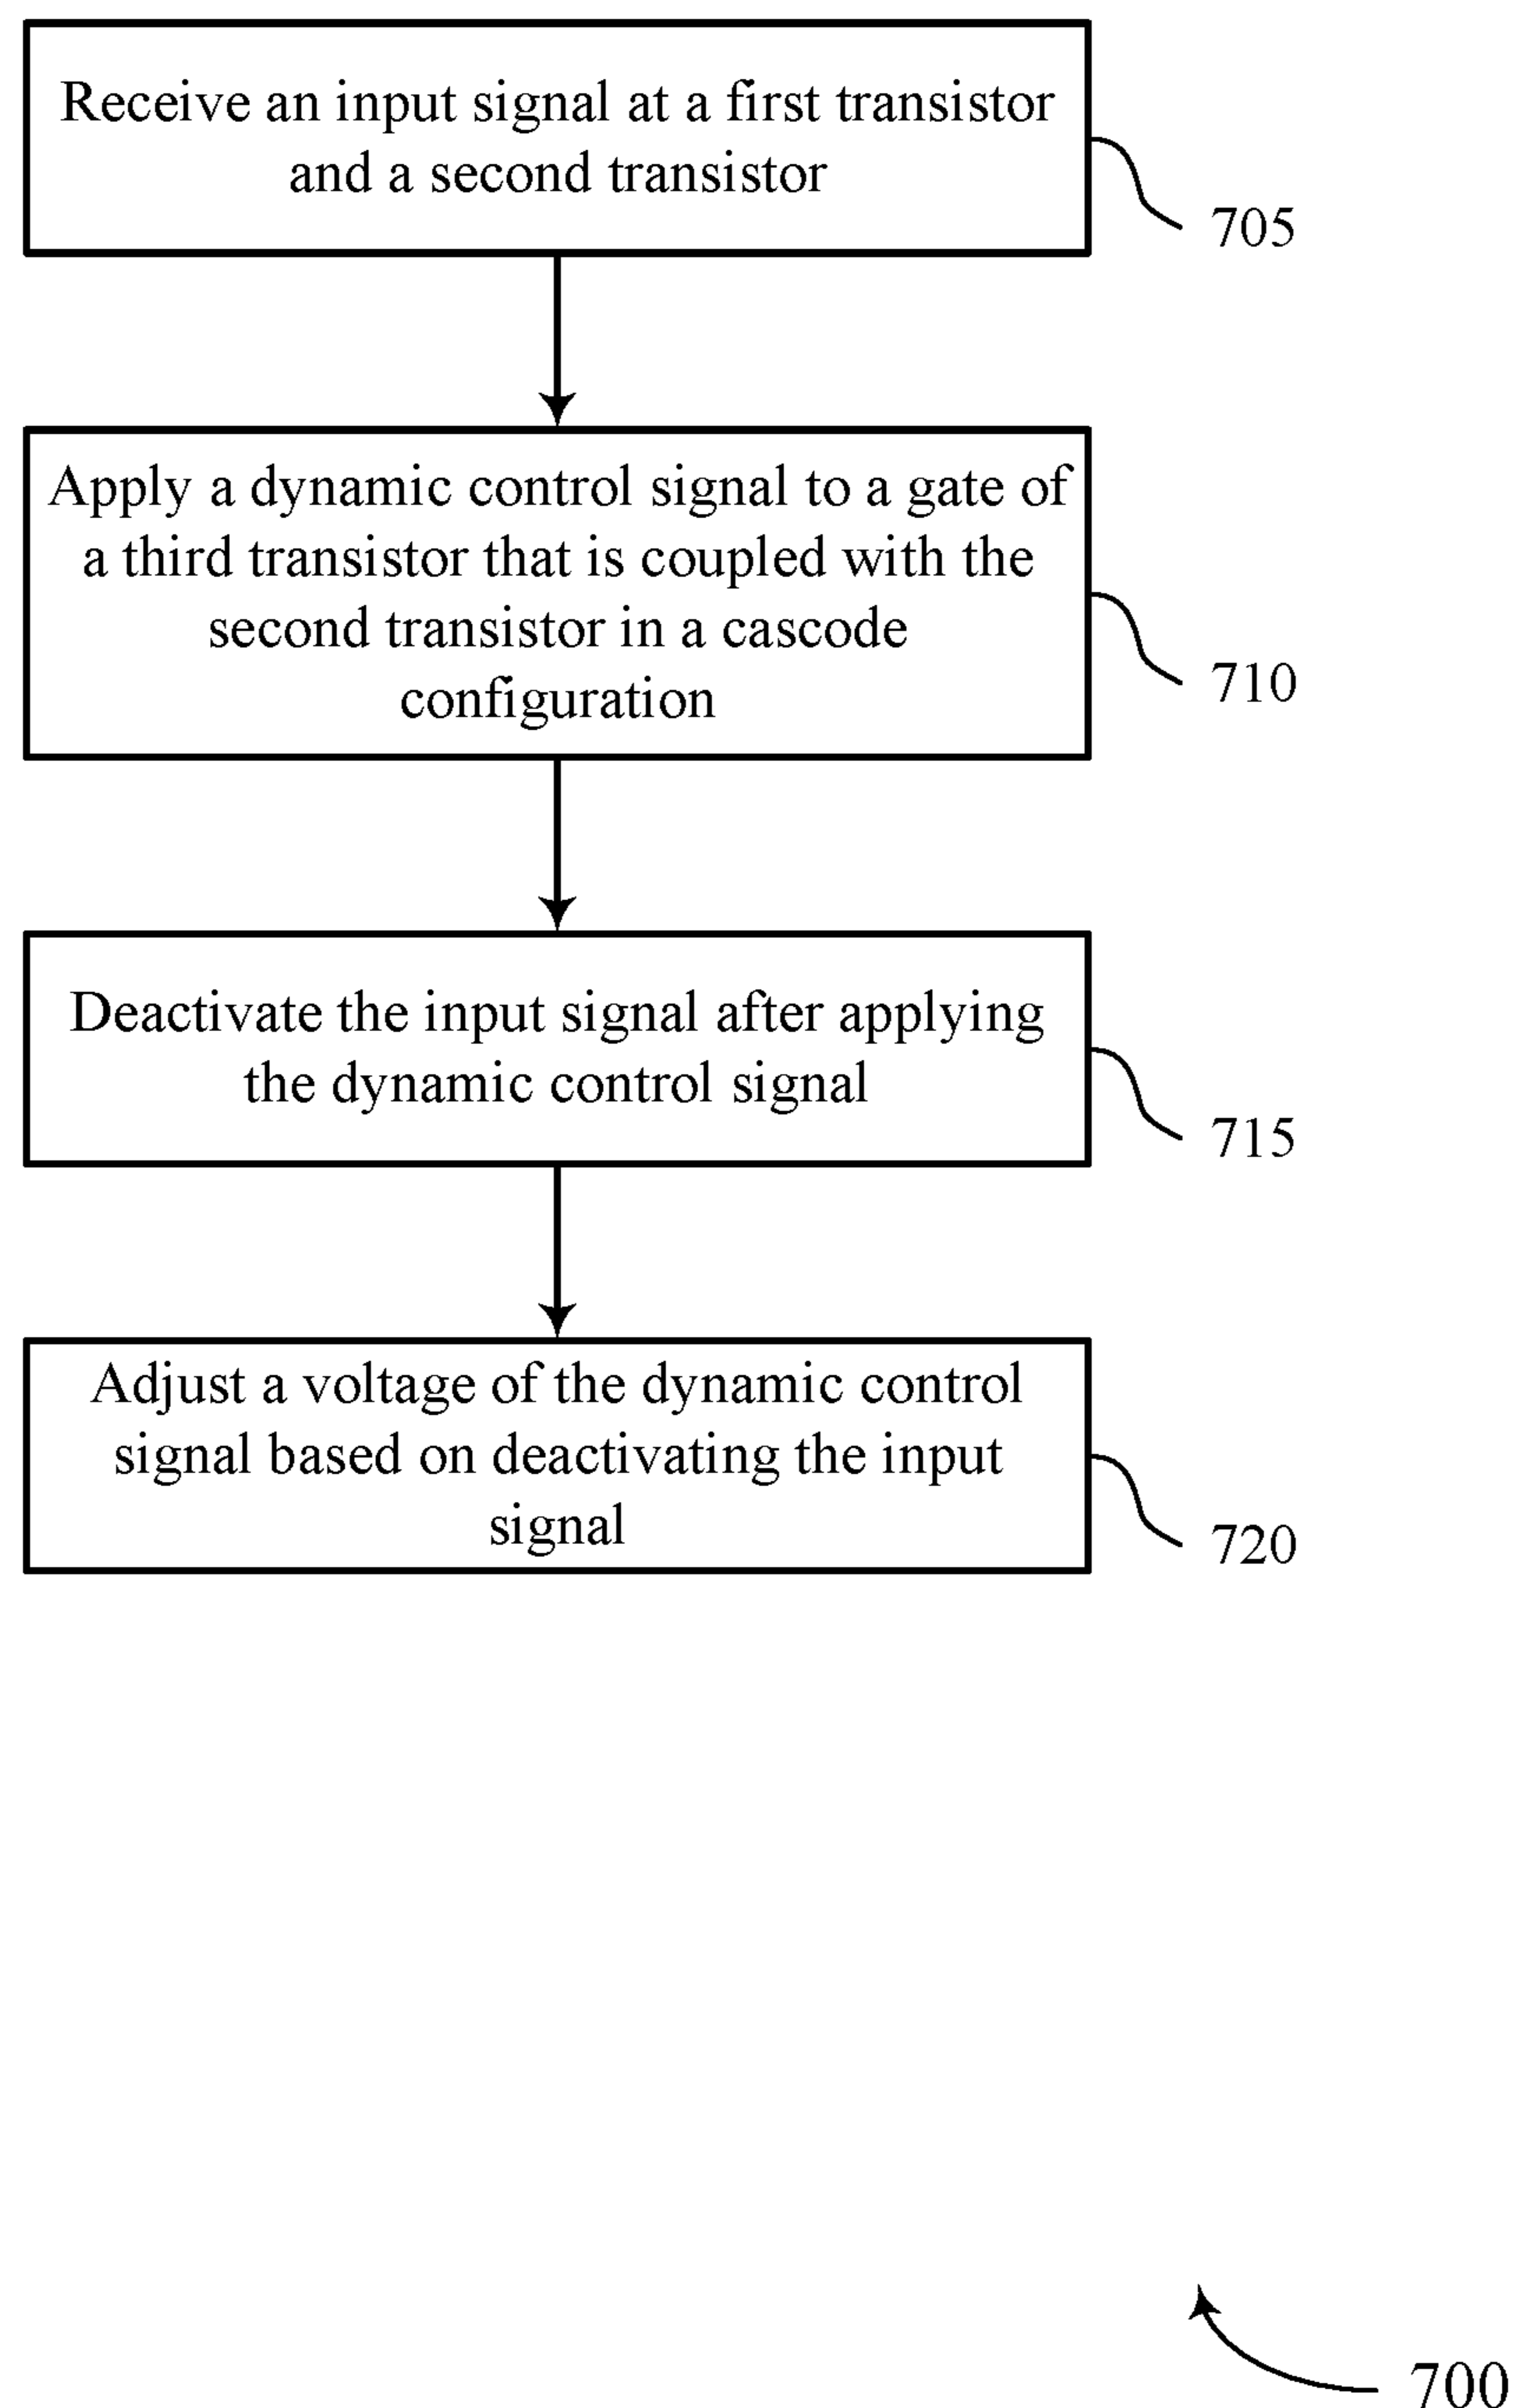 Receive an input signal at a first transistor
and a second transistor
705
Apply a dynamic control signal to a gate of
a third transistor that is coupled with the
second transistor in a cascode
configuration
710
Deactivate the input signal after applying
the dynamic control signal
715
Adjust a voltage of the dynamic control
signal based on deactivating the input
signal
720
700